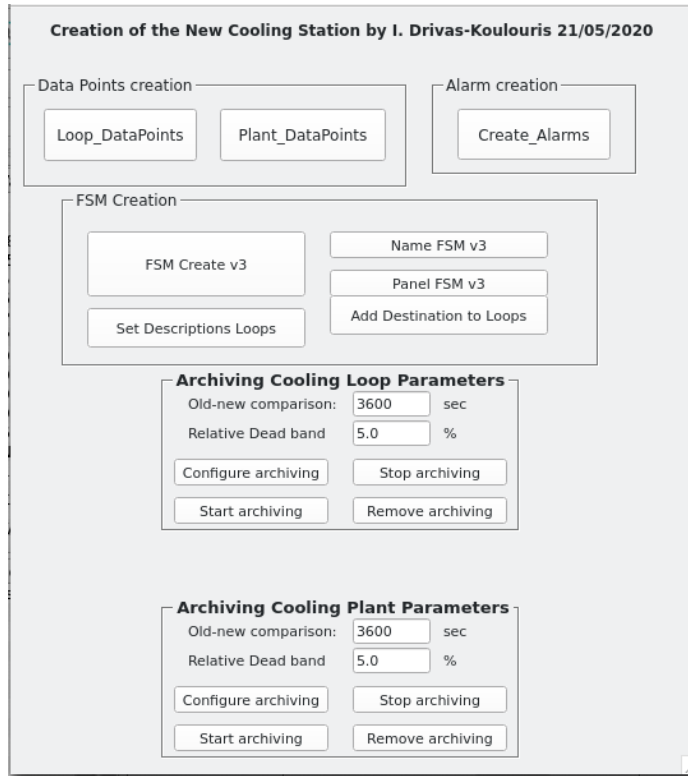 Creation of the New Cooling Station by I. Drivas-Koulouris 21/05/2020
Data Points creation
Alarm creation
Loop_DataPoints
Plant_DataPoints
Create_Alarms
FSM Creation
FSM Create v3
Name FSM v3
Panel FSM v3
Set Descriptions Loops
Add Destination to Loops
Archiving Cooling Loop Parameters
Old-new comparison: 3600 sec
Relative Dead band 5.0 %
Configure archiving Stop archiving
Start archiving Remove archiving
Archiving Cooling Plant Parameters
Old-new comparison: 3600 sec
Relative Dead band 5.0 %
Configure archiving Stop archiving
Start archiving Remove archiving